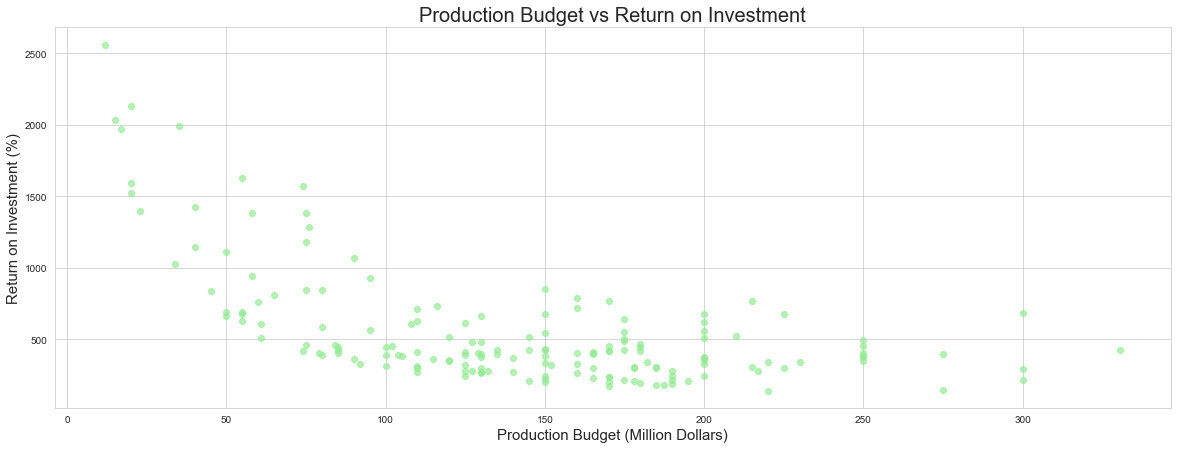 Production Budget vs Return on Investment
2500
2000
1500
1000
500
Return on Investment (%)
0 50 100 150 200 250 300
Production Budget (Million Dollars)